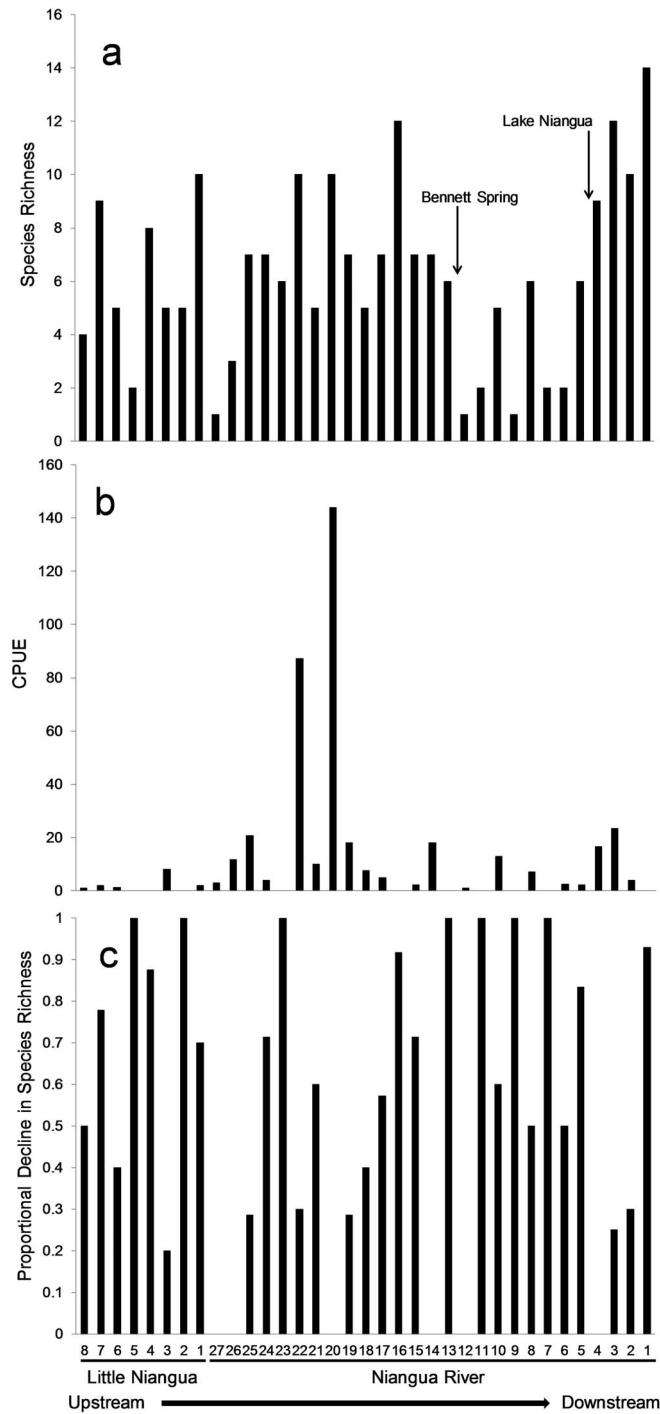 a
Species Richness
16
14
12
10
8
6
4
2
0
Bennett Spring
Lake Niangua
b
CPUE
160
140
120
100
80
60
40
20
0
c
Proportional Decline in Species Richness
1
0.9
0.8
0.7
0.6
0.5
0.4
0.3
0.2
0.1
0
8 7 6 5 4 3 2 1 27 26 25 24 23 22 21 20 19 18 17 16 15 14 13 12 11 10 9 8 7 6 5 4 3 2 1
Little Niangua Niangua River
Upstream Downstream